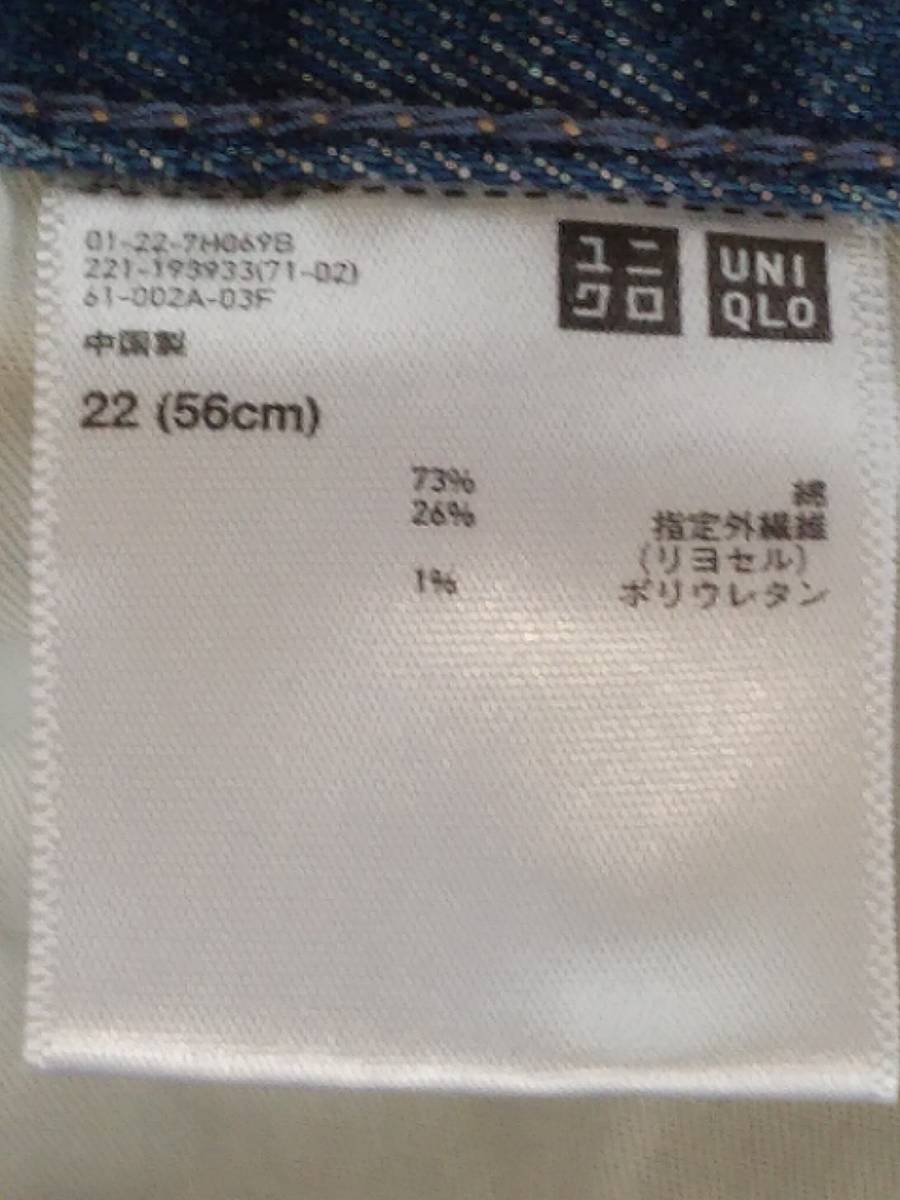 01-22-7H069B
221-193933(71-02)
61-002A-03F
ユニ
クロ
UNI
QLO
中国製
22 (56cm)
73% 綿
26% 指定外繊維
(リヨセル)
1% ポリウレタン